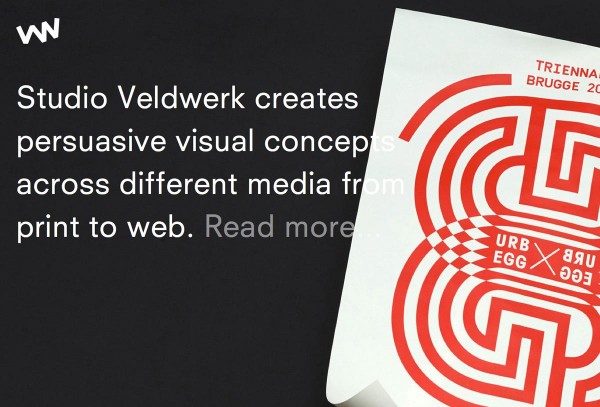 VW
Studio Veldwerk creates
persuasive visual concepts
across different media from
print to web. Read more...
TRIENNA
BRUGGE 20
URB
EGG
URB
EGG